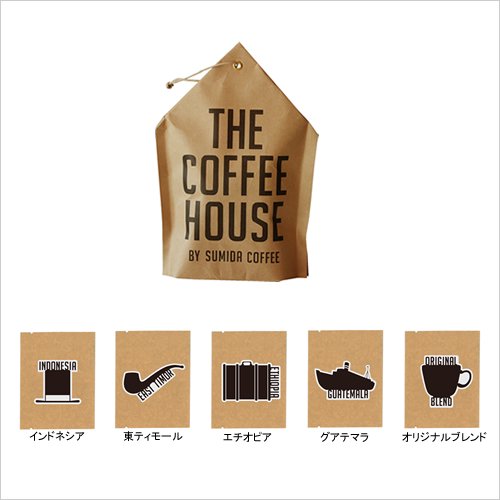 THE
COFFEE
HOUSE
BY SUMIDA COFFEE
INDONESIA
EAST TIMOR
ETHIOPIA
GUATEMALA
ORIGINAL
BLEND
インドネシア
東ティモール
エチオピア
グアテマラ
オリジナルブレンド